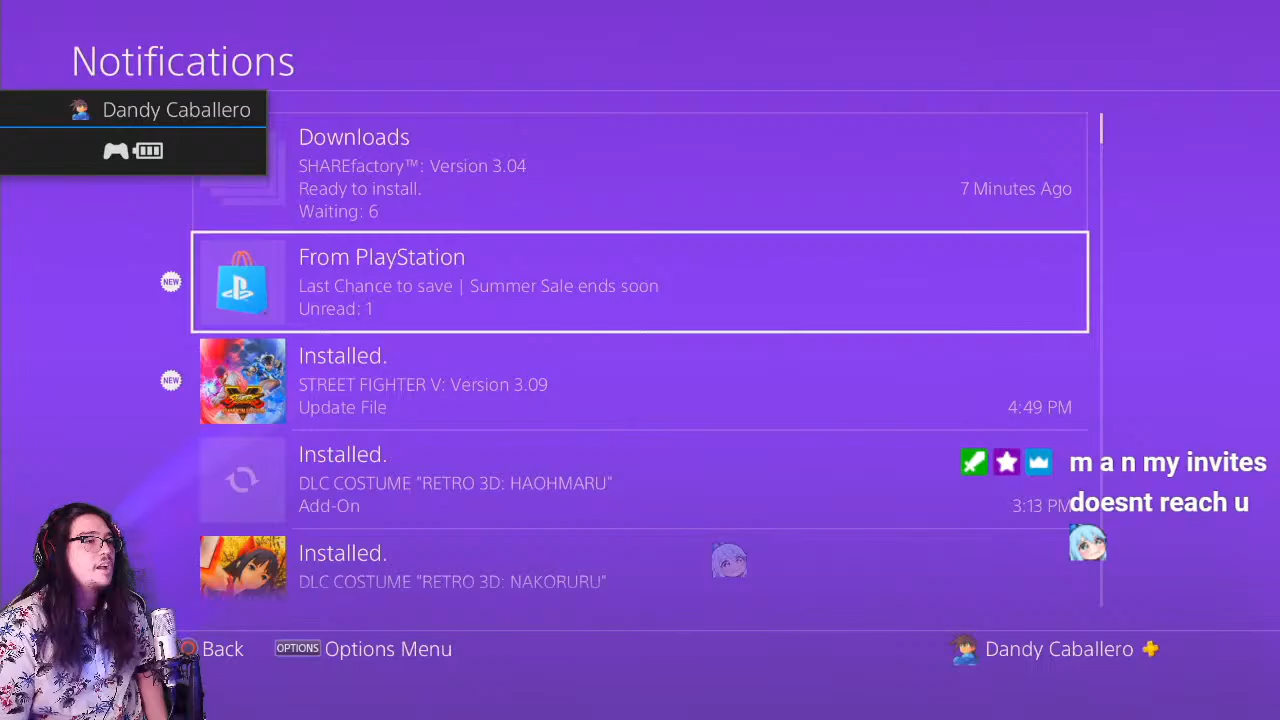 Notifications
Dandy Caballero
Downloads
SHAREfactory™: Version 3.04
Ready to install.
7 Minutes Ago
Waiting: 6
From PlayStation
NEW
Last Chance to save | Summer Sale ends soon
Unread: 1
Installed.
NEW
STREET FIGHTER V: Version 3.09
Update File
4:49 PM
Installed.
m a n my invites
DLC COSTUME "RETRO 3D: HAOHMARU"
Add-On
3:13 PM
doesnt reach u
Installed.
DLC COSTUME "RETRO 3D: NAKORURU"
Back
OPTIONS Options Menu
Dandy Caballero